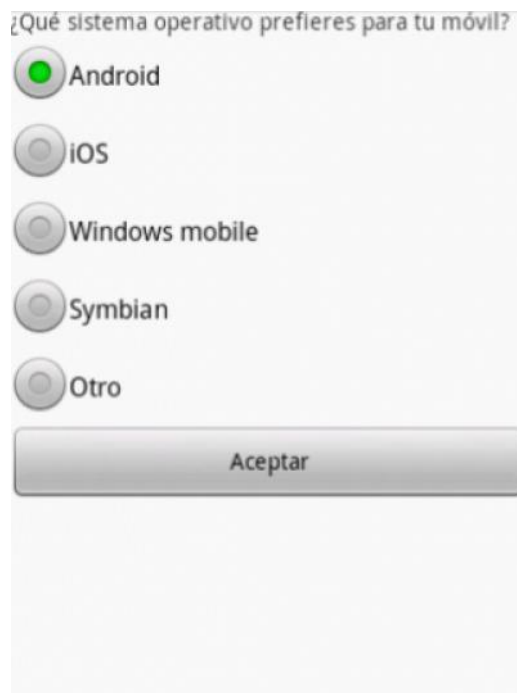 ¿Qué sistema operativo prefieres para tu móvil?
Android
iOS
Windows mobile
Symbian
Otro
Aceptar